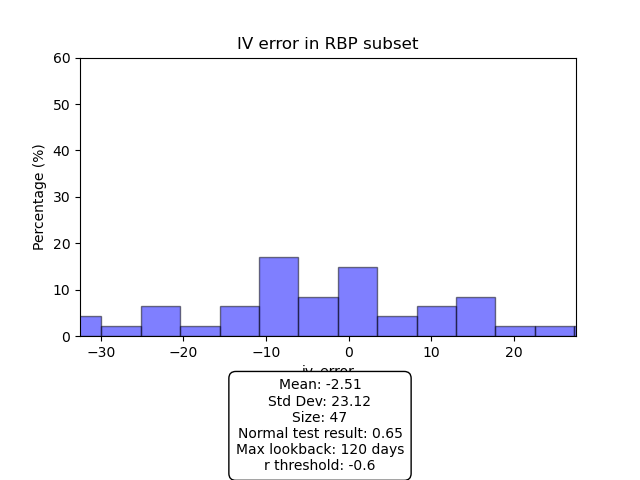 IV error in RBP subset
60
50
40
30
20
10
0
Percentage (%)
−30 −20 −10 0 10 20
iv_error
Mean: -2.51
Std Dev: 23.12
Size: 47
Normal test result: 0.65
Max lookback: 120 days
r threshold: -0.6